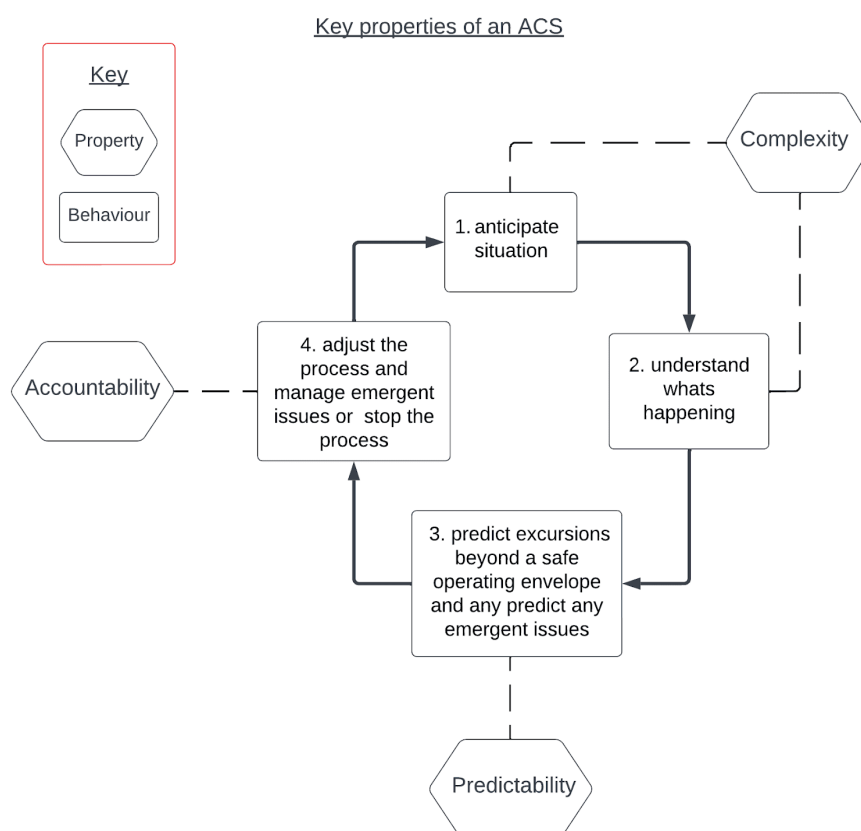 Key properties of an ACS
Key
Property
Behaviour
Complexity
1. anticipate
situation
2. understand
whats
happening
Accountability
4. adjust the
process and
manage emergent
issues or stop the
process
3. predict excursions
beyond a safe
operating envelope
and any predict any
emergent issues
Predictability